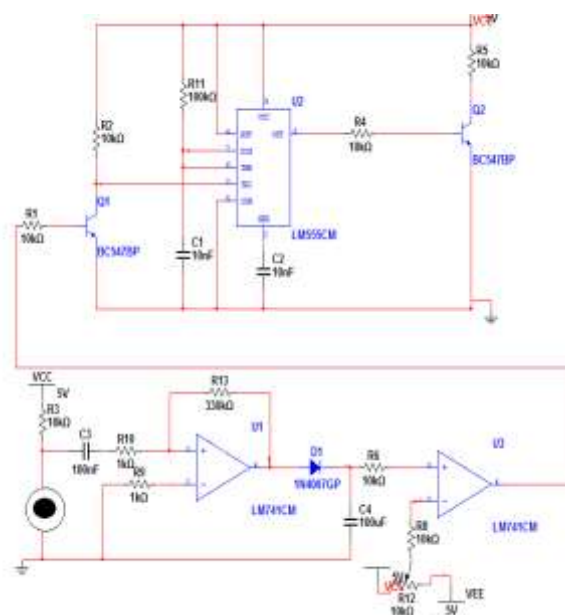 VCC
5V
R5
10kΩ
R11
100kΩ
U2
R2
10kΩ
Q2
R4
10kΩ
BC547BP
Q1
R1
10kΩ
BC547BP
LM555CM
C1
10nF
C2
10nF
VCC
5V
R3
10kΩ
R13
330kΩ
C3
100nF
R10
1kΩ
U1
R9
1kΩ
D1
1N4007GP
R6
10kΩ
U3
LM741CM
C4
100uF
LM741CM
R8
10kΩ
5V
VCC
R12
10kΩ
VEE
5V